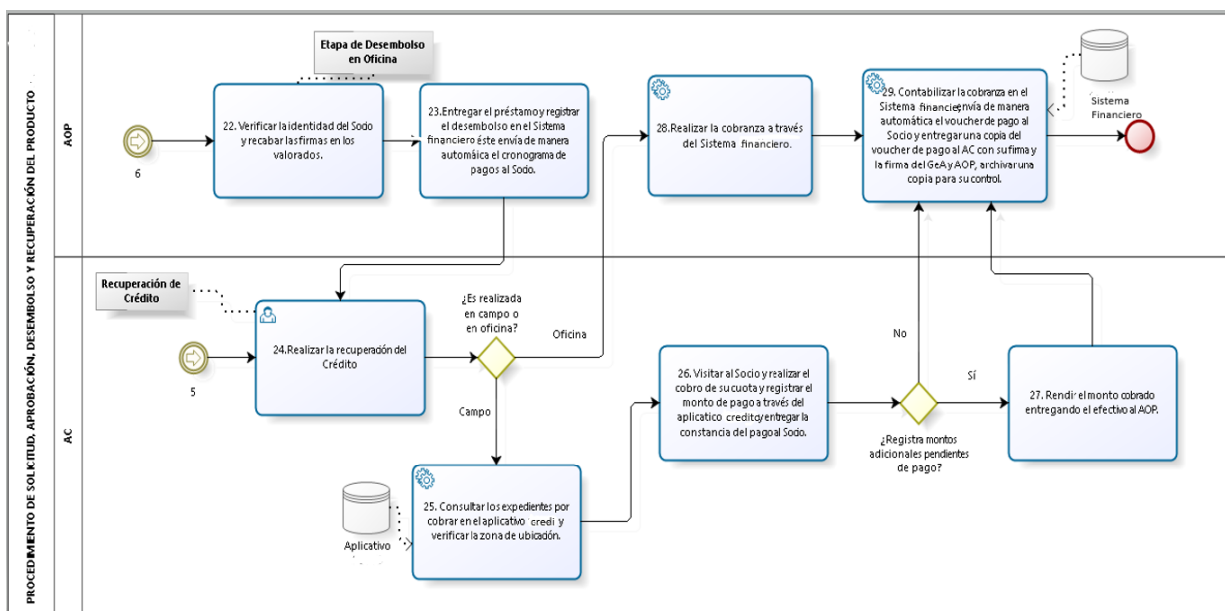 PROCEDIMIENTO DE SOLICITUD, APROBACIÓN, DESEMBOLSO Y RECUPERACIÓN DEL PRODUCTO
AOP
Etapa de Desembolso
en Oficina
6
22. Verificar la identidad del Socio
y recabar las firmas en los
valorados.
23.Entregar el préstamo y registrar
el desembolso en el Sistema
financiero éste envía de manera
automáica el cronograma de
pagos al Socio.
28.Realizar la cobranza a través
del Sistema financiero.
29. Contabilizar la cobranza en el
Sistema financiero,envía de manera
automática el voucher de pago al
Socio y entregar una copia del
voucher de pago al AC con su firma y
la firma del GeA y AOP, archivar una
copia para su control.
Sistema
Financiero
AC
Recuperación de
Crédito
5
24.Realizar la recuperación del
Crédito
¿Es realizada
en campo o
en oficina?
Oficina
Campo
25. Consultar los expedientes por
cobrar en el aplicativo credi y
verificar la zona de ubicación.
Aplicativo
26. Visitar al Socio y realizar el
cobro de su cuota y registrar el
monto de pago a través del
aplicatico credito,y entregar la
constancia del pago al Socio.
No
Sí
¿Registra montos
adicionales pendientes
de pago?
27. Rendir el monto cobrado
entregando el efectivo al AOP.